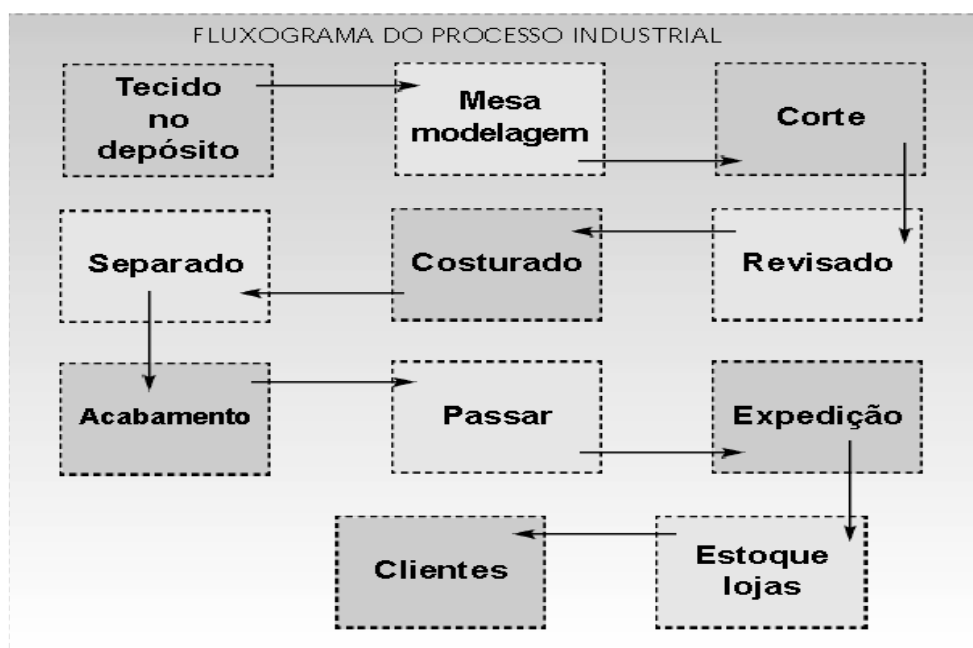 FLUXOGRAMA DO PROCESSO INDUSTRIAL
Tecido
no
depósito
Mesa
modelagem
Corte
Separado
Costurado
Revisado
Acabamento
Passar
Expedição
Clientes
Estoque
lojas